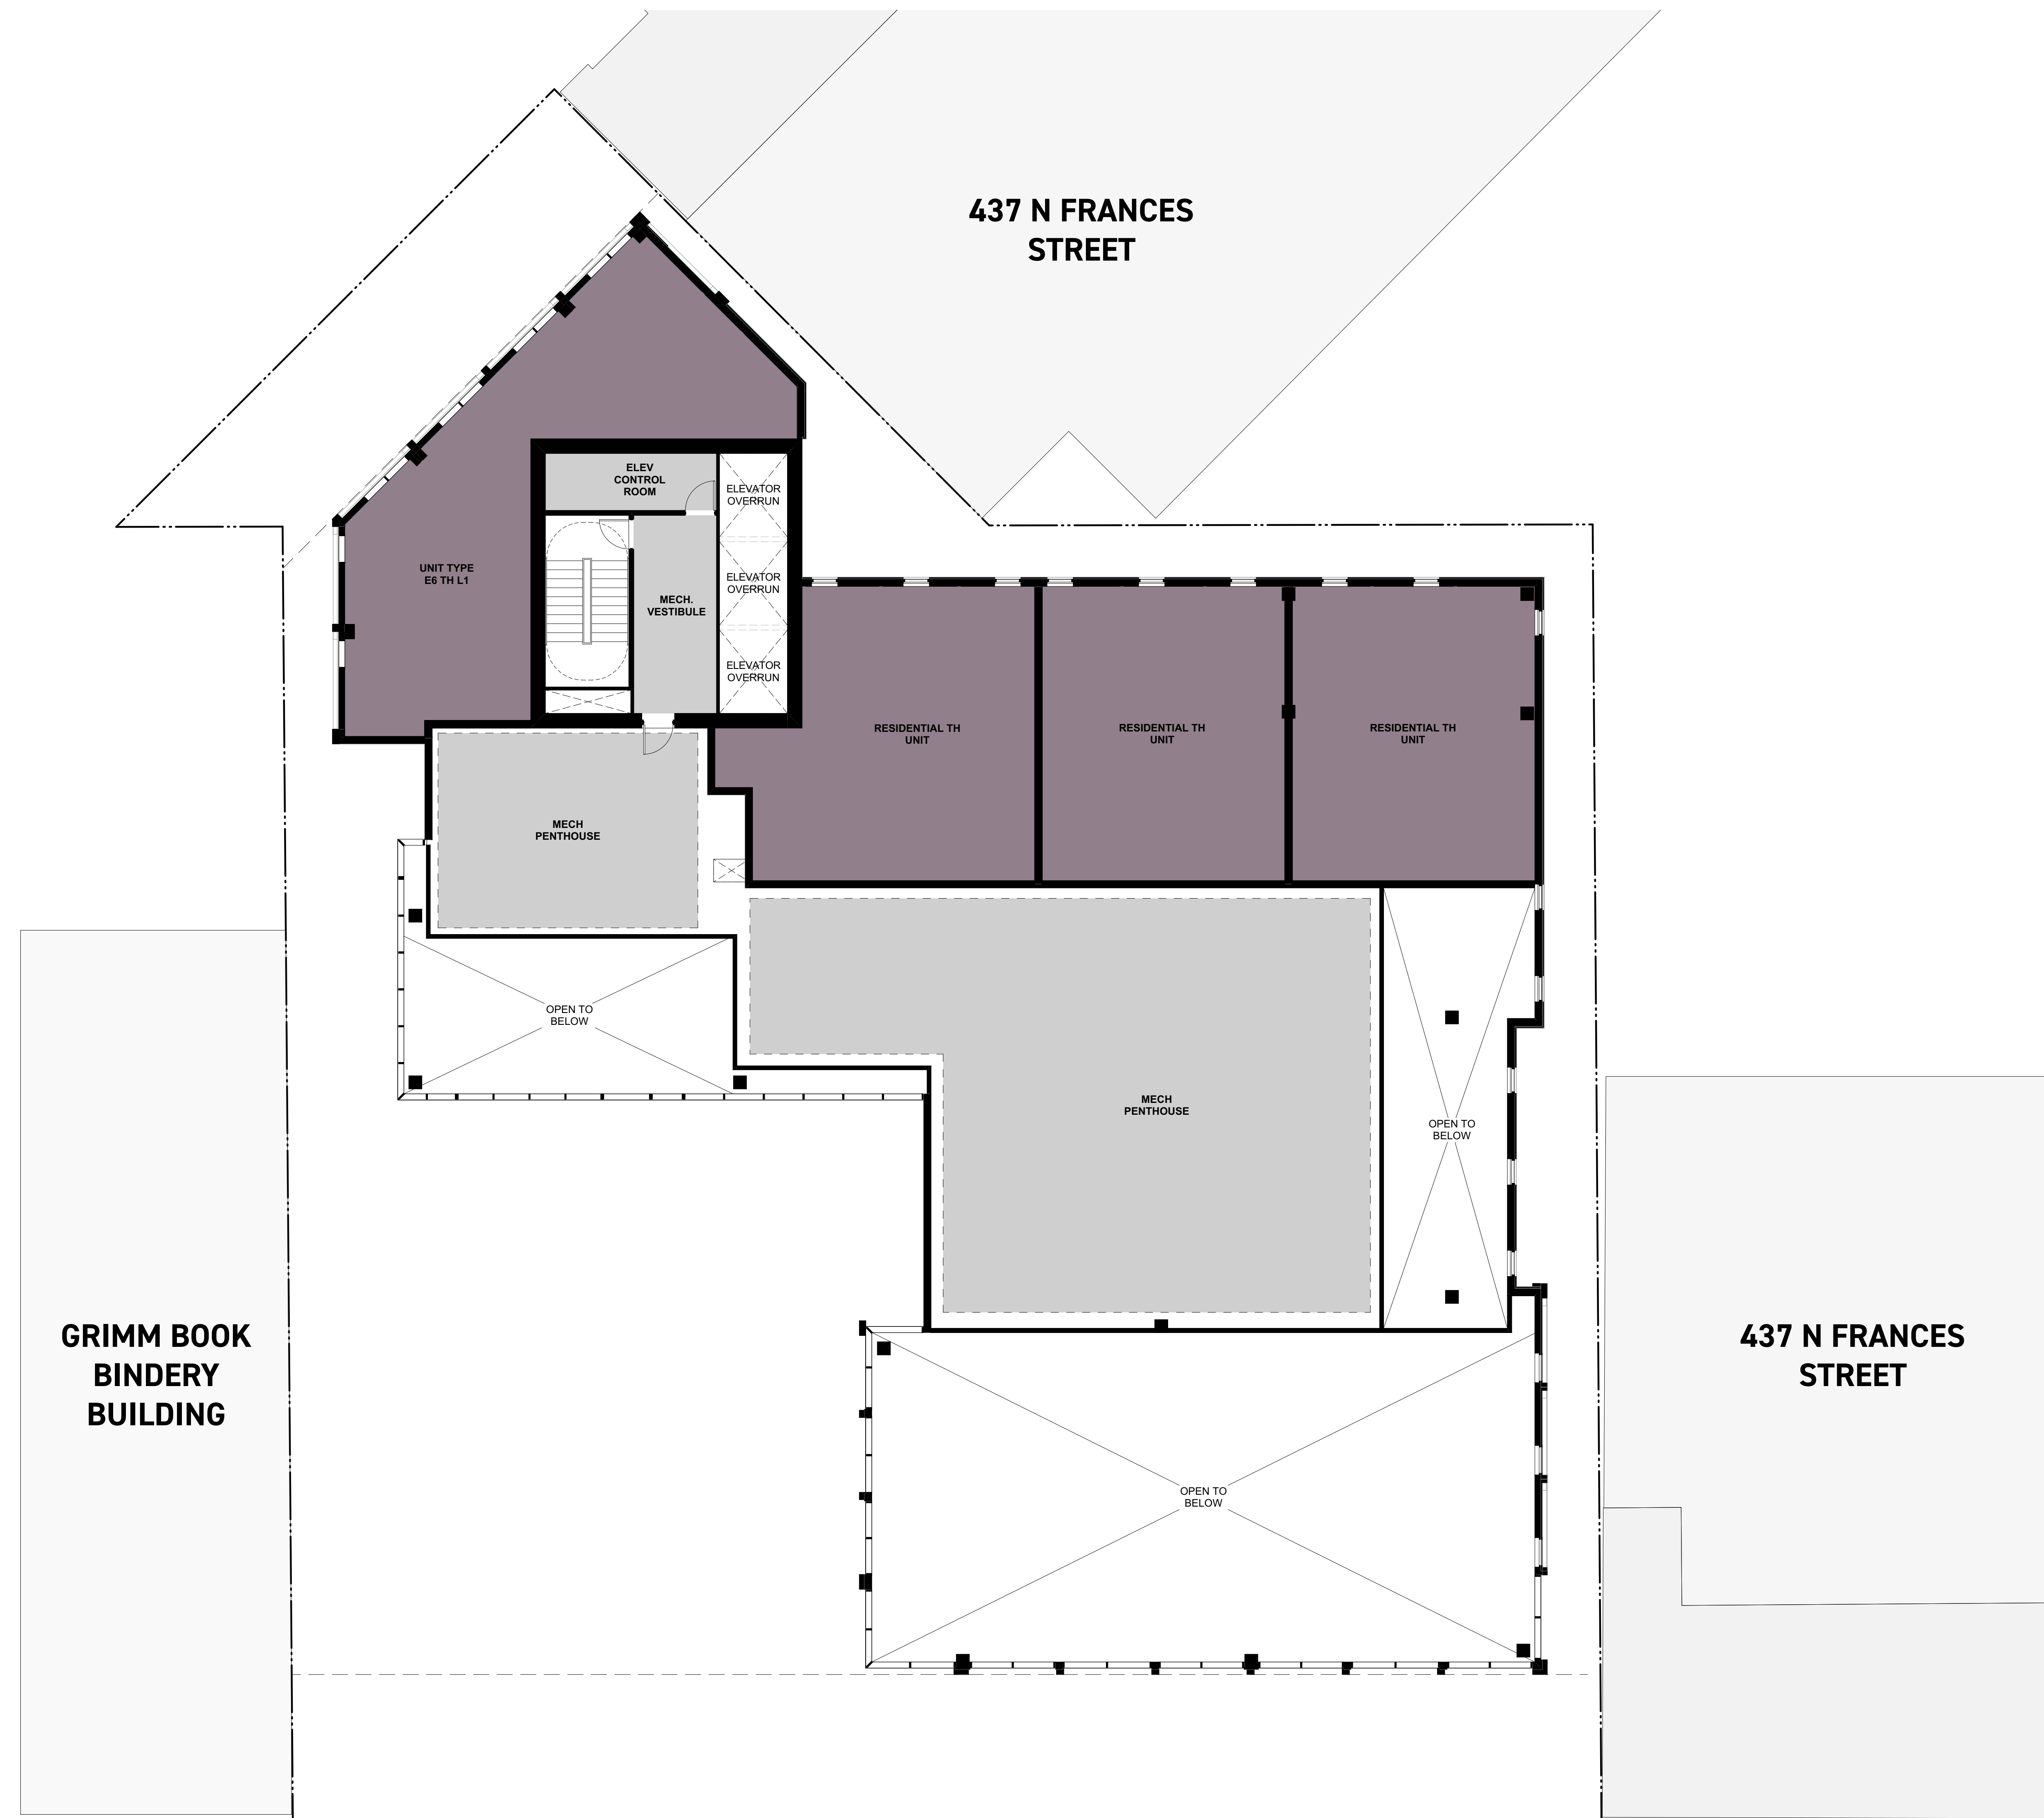 437 N FRANCES
STREET
ELEV
CONTROL
ROOM
ELEVATOR
OVERRUN
UNIT TYPE
E6 TH L1
MECH.
VESTIBULE
ELEVATOR
OVERRUN
ELEVATOR
OVERRUN
RESIDENTIAL TH
UNIT
RESIDENTIAL TH
UNIT
RESIDENTIAL TH
UNIT
MECH
PENTHOUSE
OPEN TO
BELOW
MECH
PENTHOUSE
OPEN TO
BELOW
GRIMM BOOK
BINDERY
BUILDING
437 N FRANCES
STREET
OPEN TO
BELOW